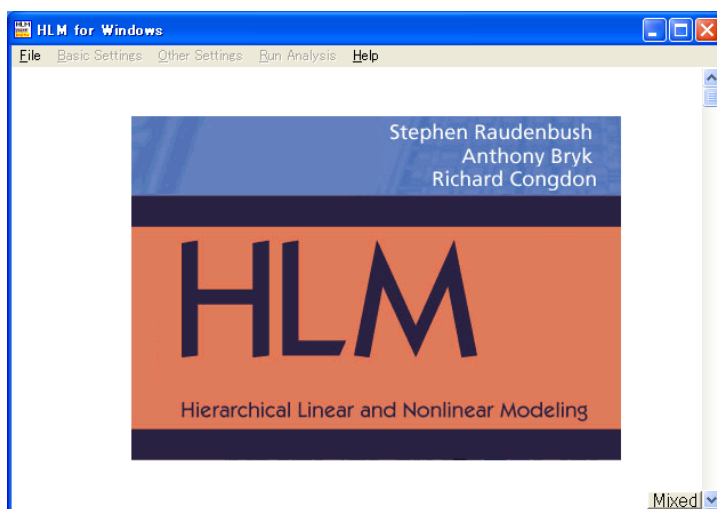 HLM for Windows
File Basic Settings Other Settings Run Analysis Help
Stephen Raudenbush
Anthony Bryk
Richard Congdon
HLM
Hierarchical Linear and Nonlinear Modeling
Mixed